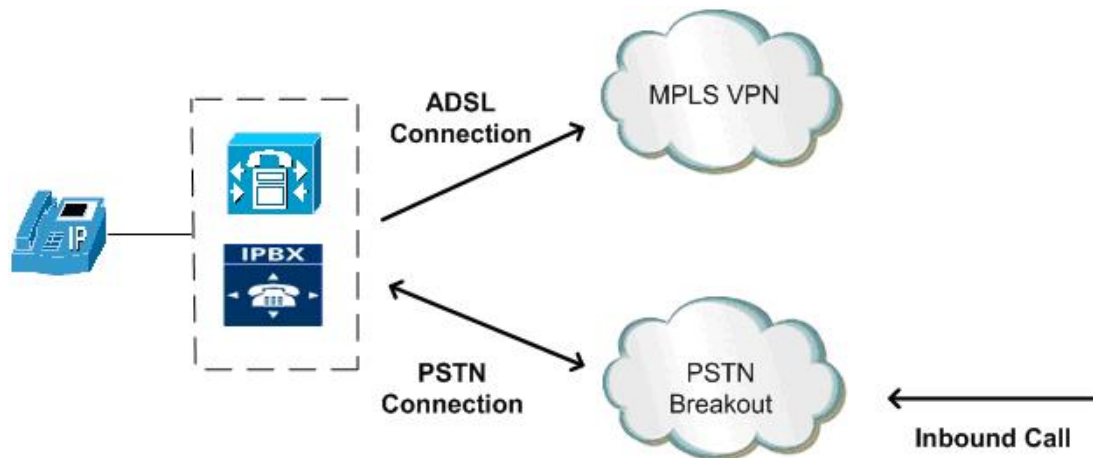 ADSL
Connection
MPLS VPN
IP
IPBX
PSTN
Connection
PSTN
Breakout
Inbound Call